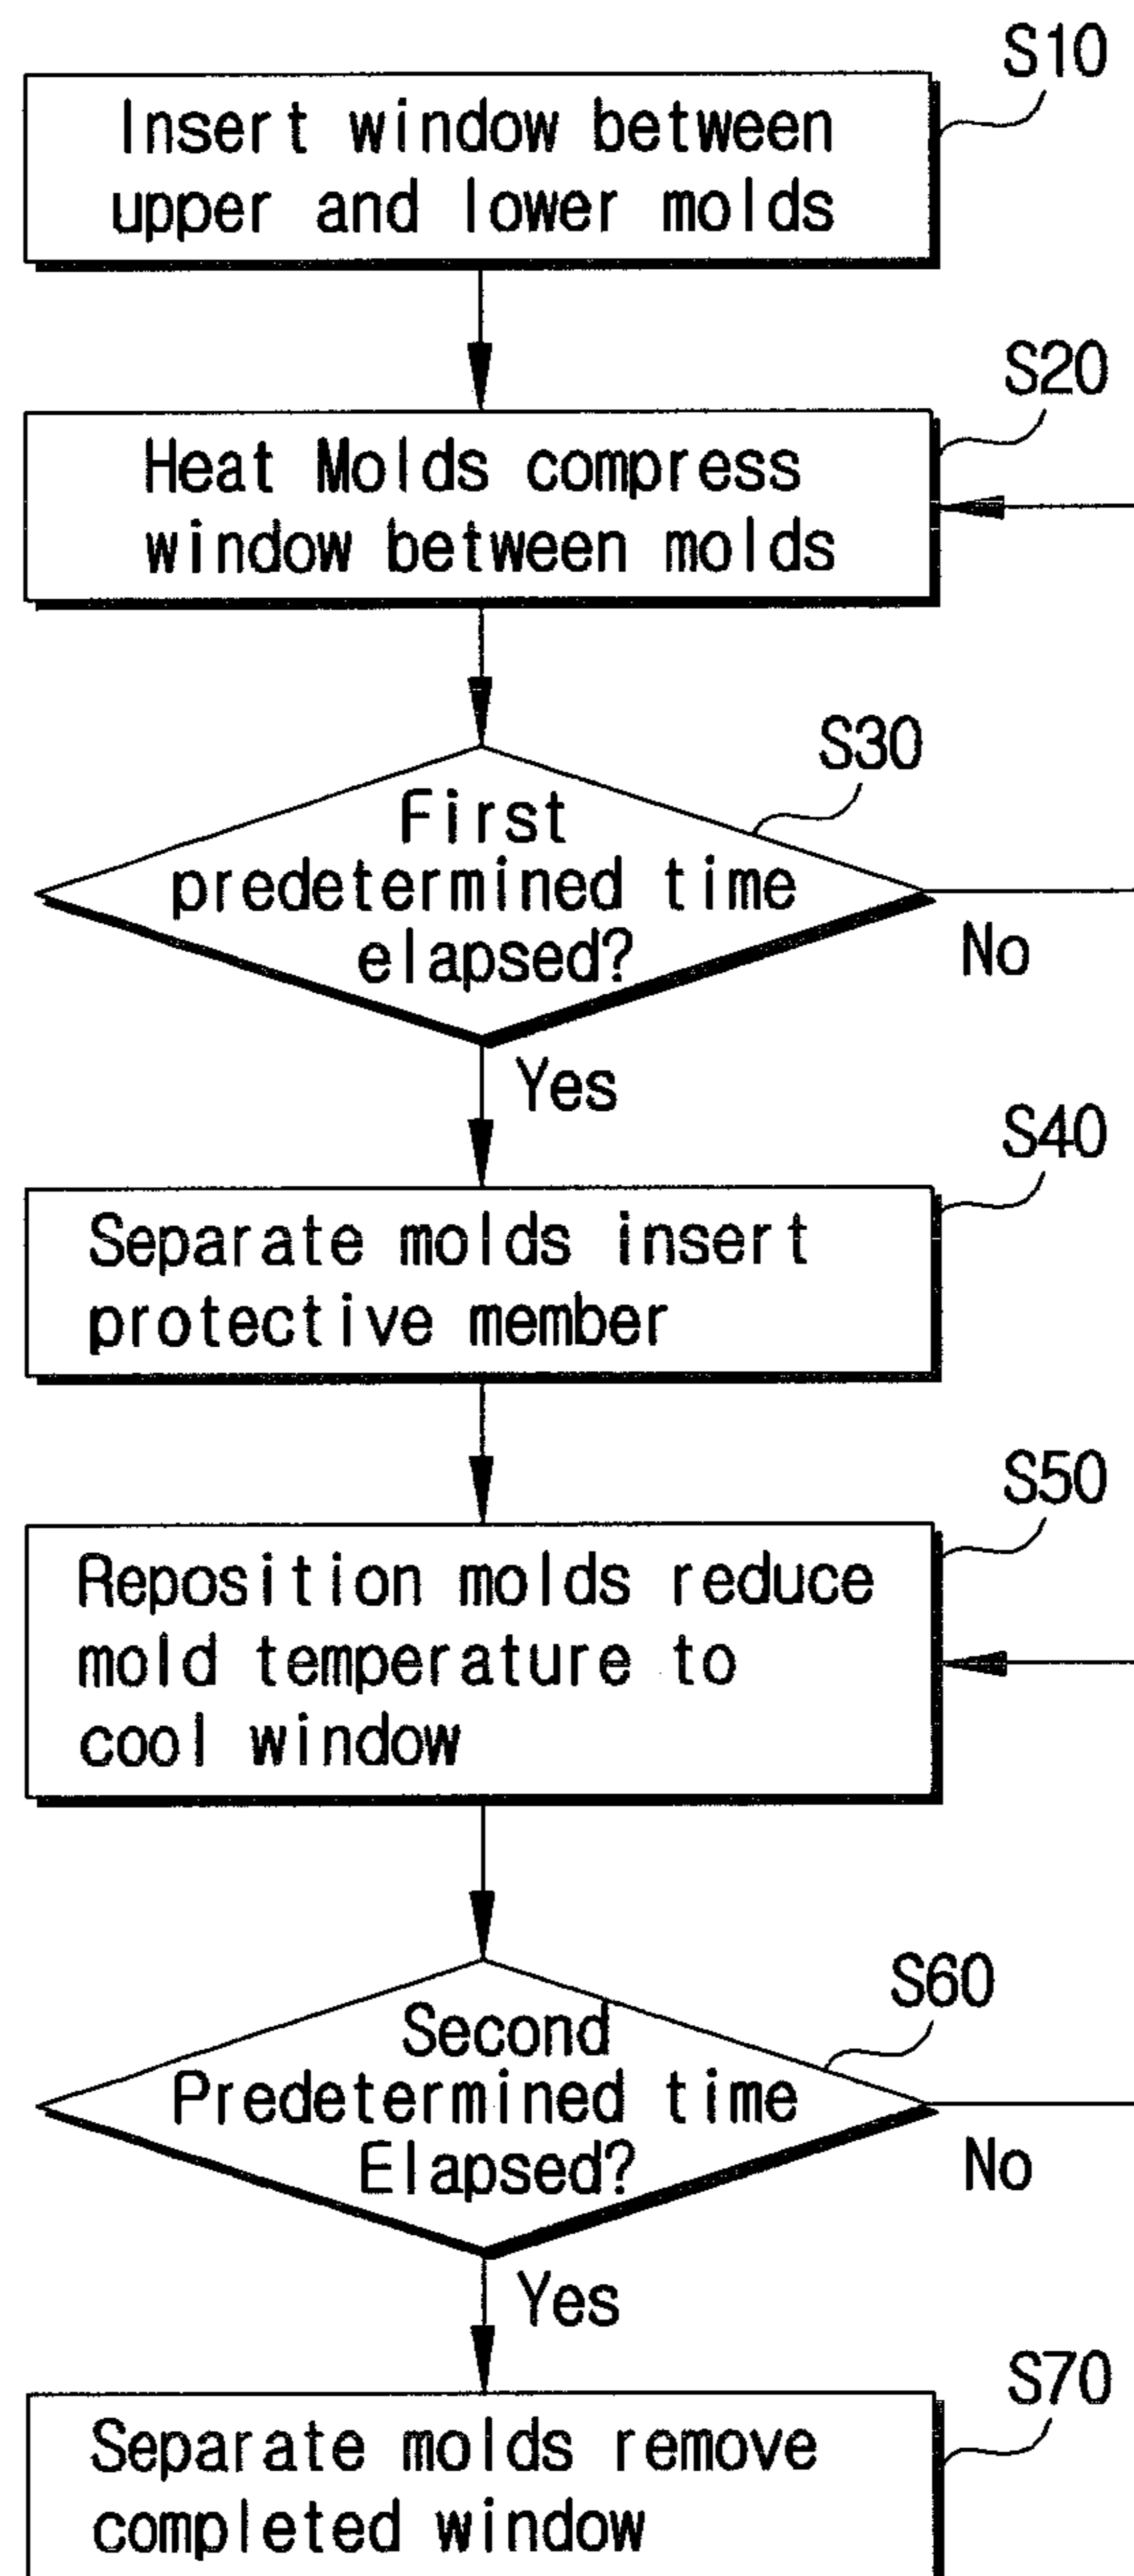 S10
Insert window between
upper and lower molds
S20
Heat Molds compress
window between molds
S30
First
predetermined time
elapsed?
No
Yes
S40
Separate molds insert
protective member
S50
Reposition molds reduce
mold temperature to
cool window
S60
Second
Predetermined time
Elapsed?
No
Yes
S70
Separate molds remove
completed window